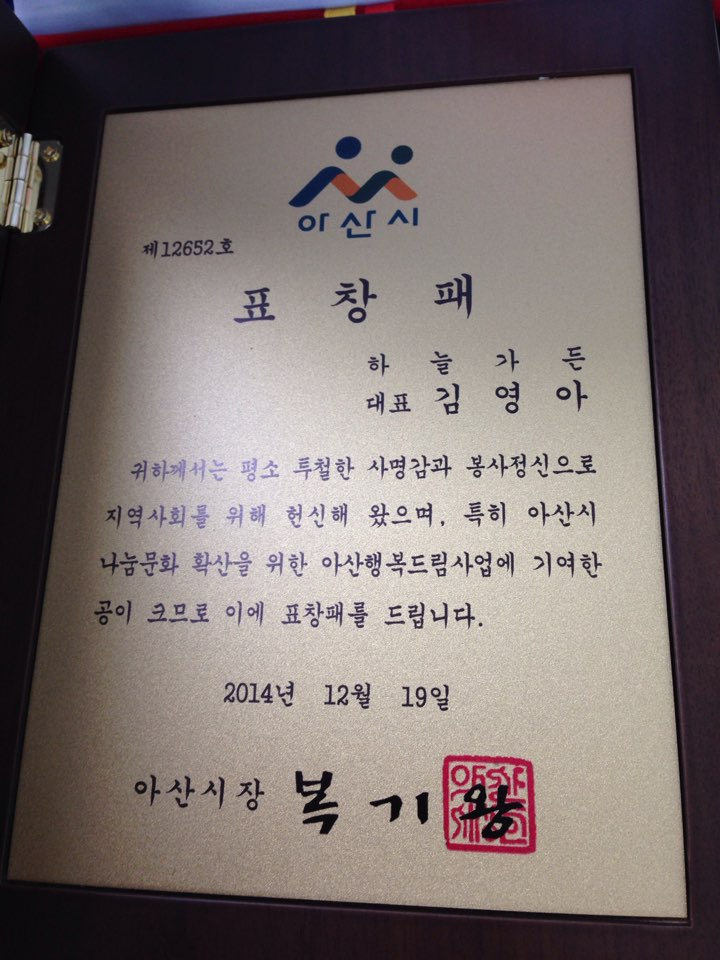 아산시
제12652호
표 창 패
하 늘 가 든
대표 김 영 아
귀하께서는 평소 투철한 사명감과 봉사정신으로
지역사회를 위해 헌신해 왔으며, 특히 아산시
나눔문화 확산을 위한 아산행복드림사업에 기여한
공이 크므로 이에 표창패를 드립니다.
2014년 12월 19일
아산시장 복 기 왕